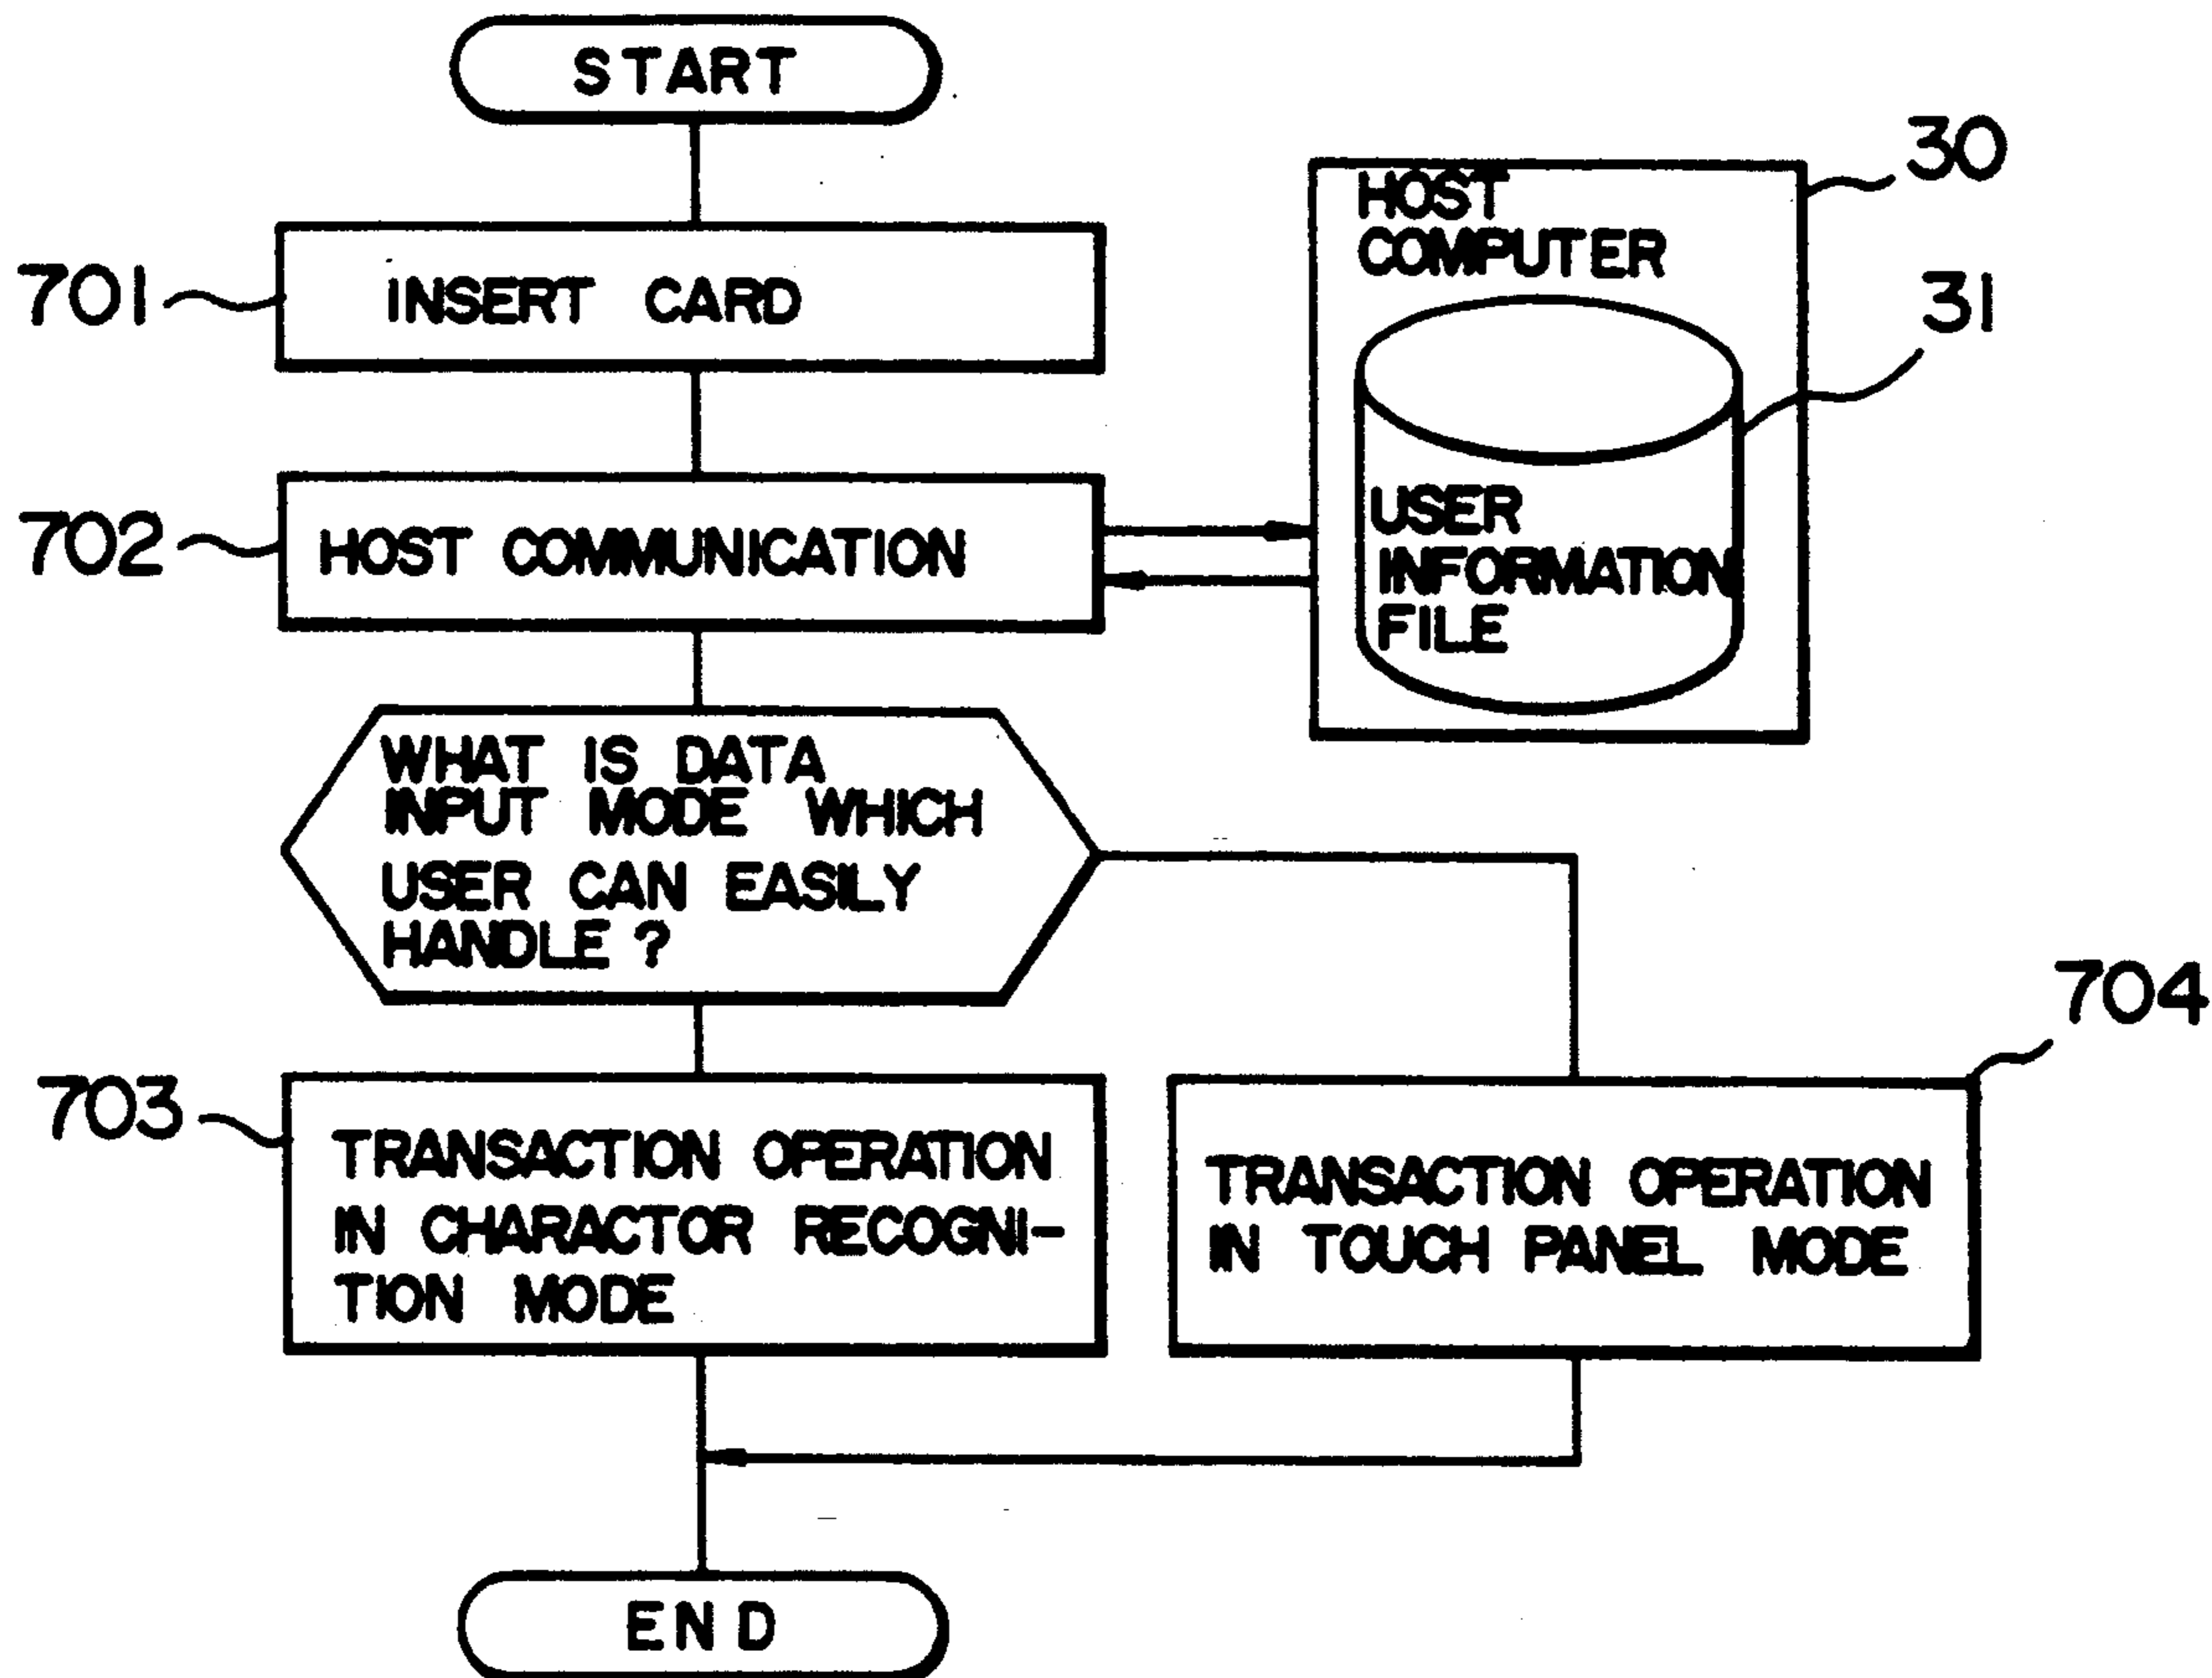 START
30
HOST
COMPUTER
701
INSERT CARD
31
702
HOST COMMUNICATION
USER
INFORMATION
FILE
WHAT IS DATA
INPUT MODE WHICH
USER CAN EASILY
HANDLE ?
704
703
TRANSACTION OPERATION
IN CHARACTOR RECOGNI-
TION MODE
TRANSACTION OPERATION
IN TOUCH PANEL MODE
END